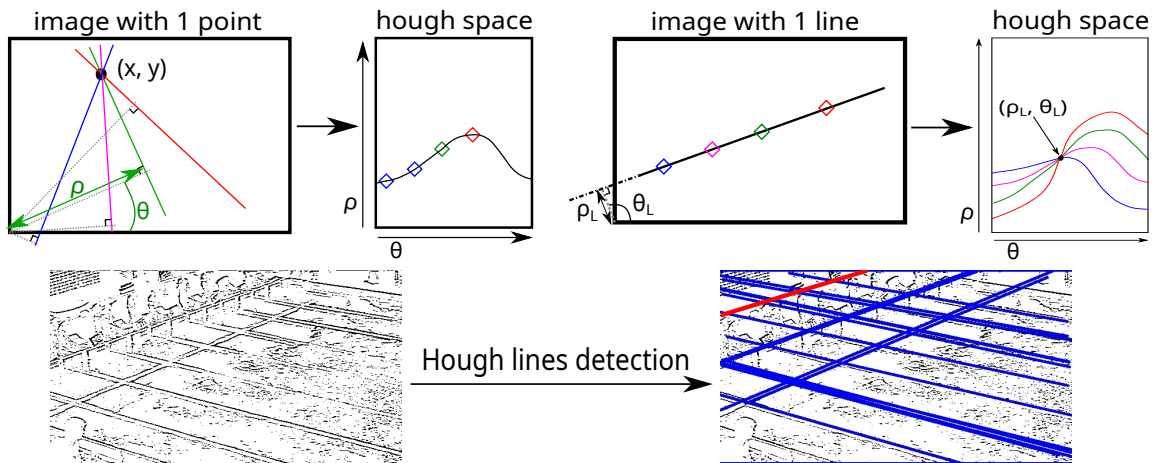 image with 1 point
hough space
image with 1 line
hough space
(x, y)
(ρL, θL)
ρ
θ
ρ
θ
ρL
θL
ρ
θ
Hough lines detection